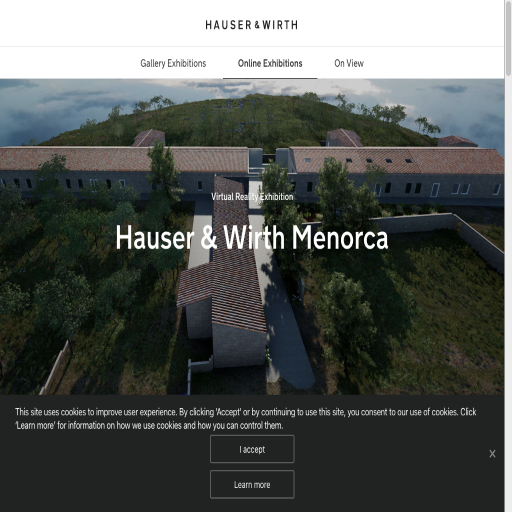 HAUSER & WIRTH
Gallery Exhibitions
Online Exhibitions
On View
Virtual Reality Exhibition
Hauser & Wirth Menorca
This site uses cookies to improve user experience. By clicking 'Accept' or by continuing to use this site, you consent to our use of cookies. Click
'Learn more' for information on how we use cookies and how you can control them.
I accept
X
Learn more